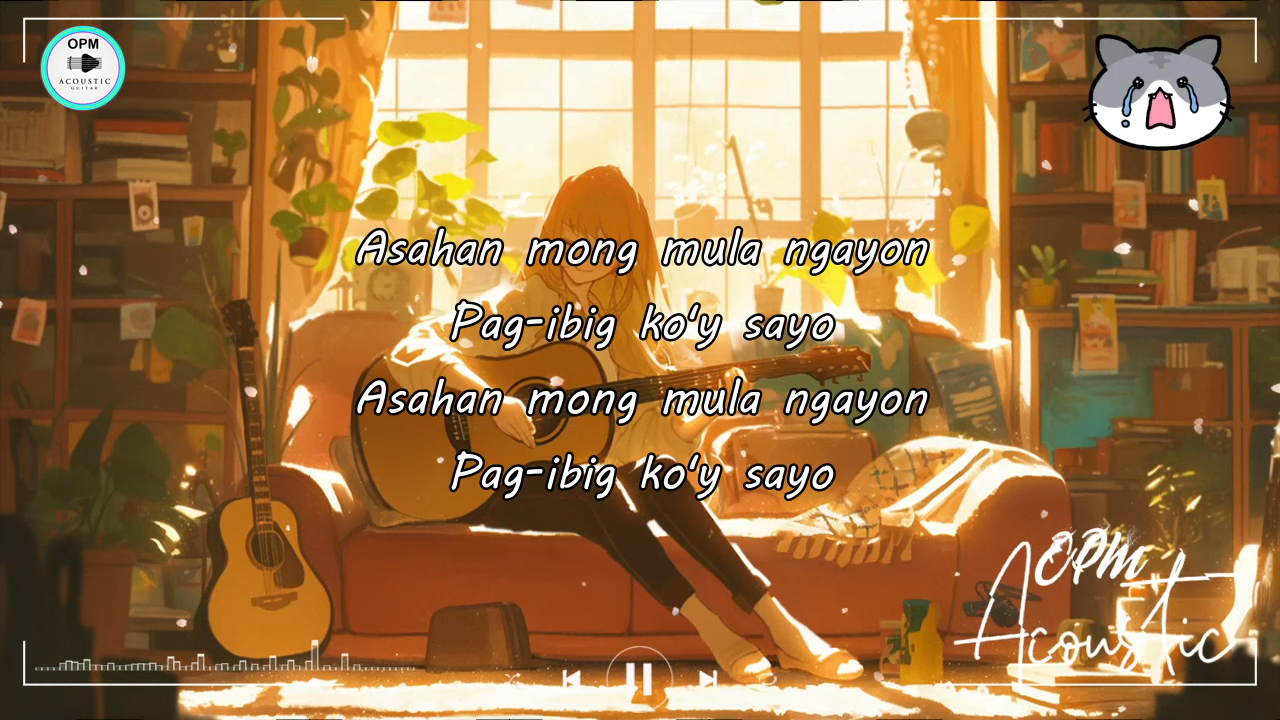 OPM
ACOUSTIC
GUITAR
Asahan mong mula ngayon
Pag-ibig ko'y sayo
Asahan mong mula ngayon
Pag-ibig ko'y sayo
OPM
Acoustic